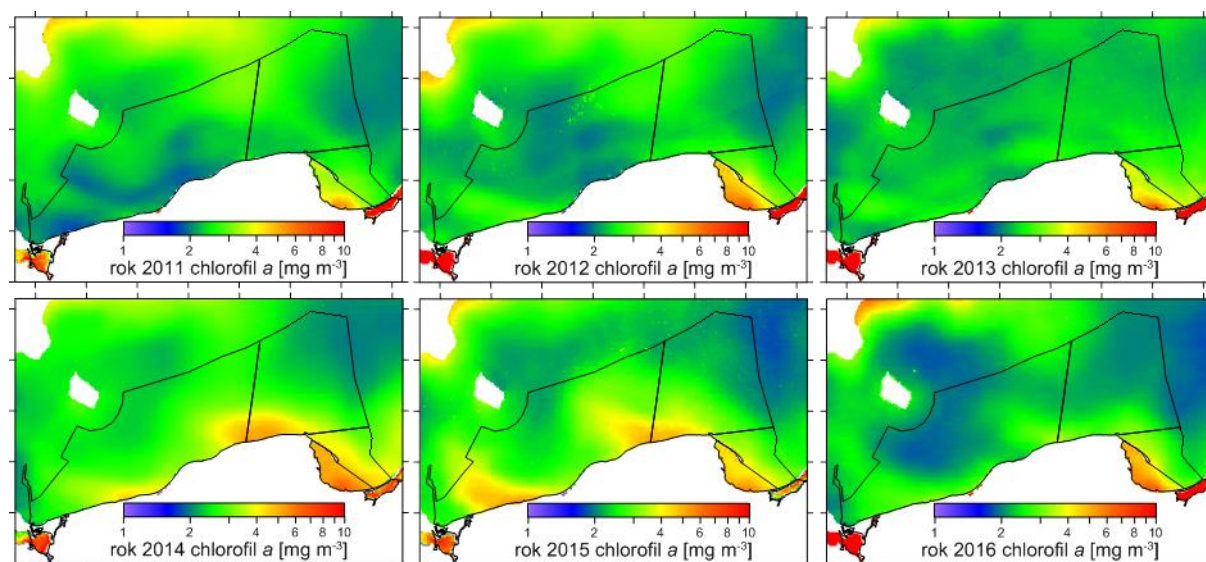 1 2 4 6 8 10
rok 2011 chlorofil a [mg m⁻³]
1 2 4 6 8 10
rok 2012 chlorofil a [mg m⁻³]
1 2 4 6 8 10
rok 2013 chlorofil a [mg m⁻³]
1 2 4 6 8 10
rok 2014 chlorofil a [mg m⁻³]
1 2 4 6 8 10
rok 2015 chlorofil a [mg m⁻³]
1 2 4 6 8 10
rok 2016 chlorofil a [mg m⁻³]